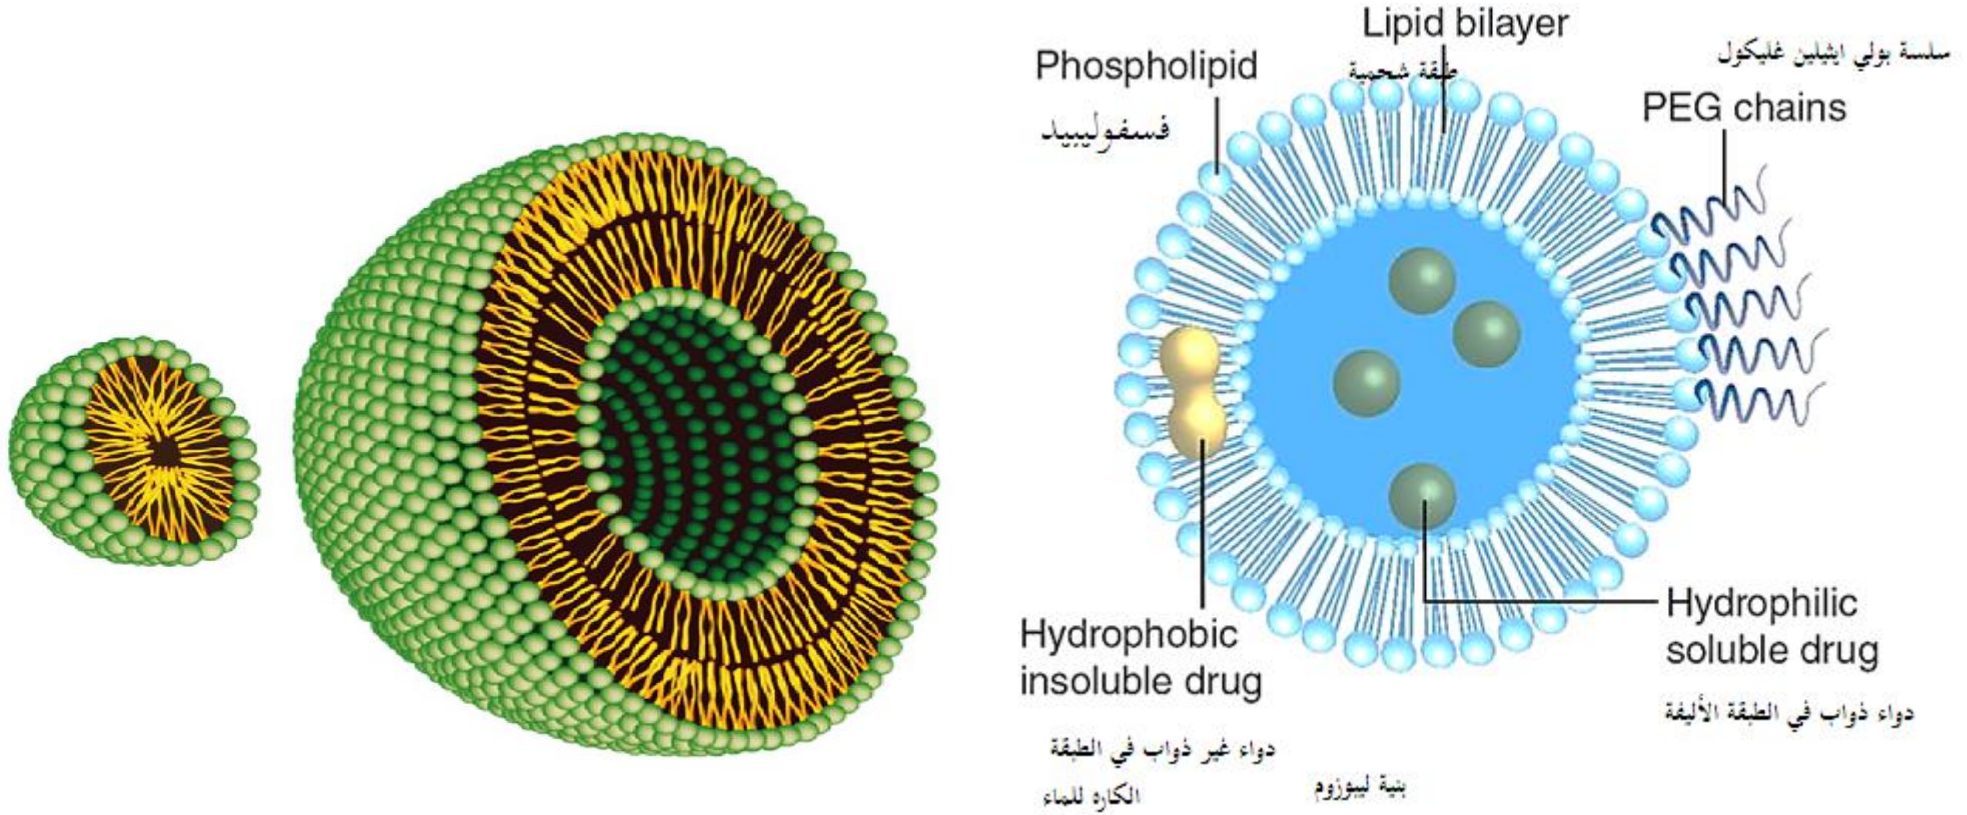 Lipid bilayer
طبقة شحمية
Phospholipid
فسفوليبيد
سلسة بولي ايثيلين غليكول
PEG chains
Hydrophobic
insoluble drug
دواء غير ذواب في الطبقة
الكاره للماء
بنية ليبوزوم
Hydrophilic
soluble drug
دواء ذواب في الطبقة الأليفة